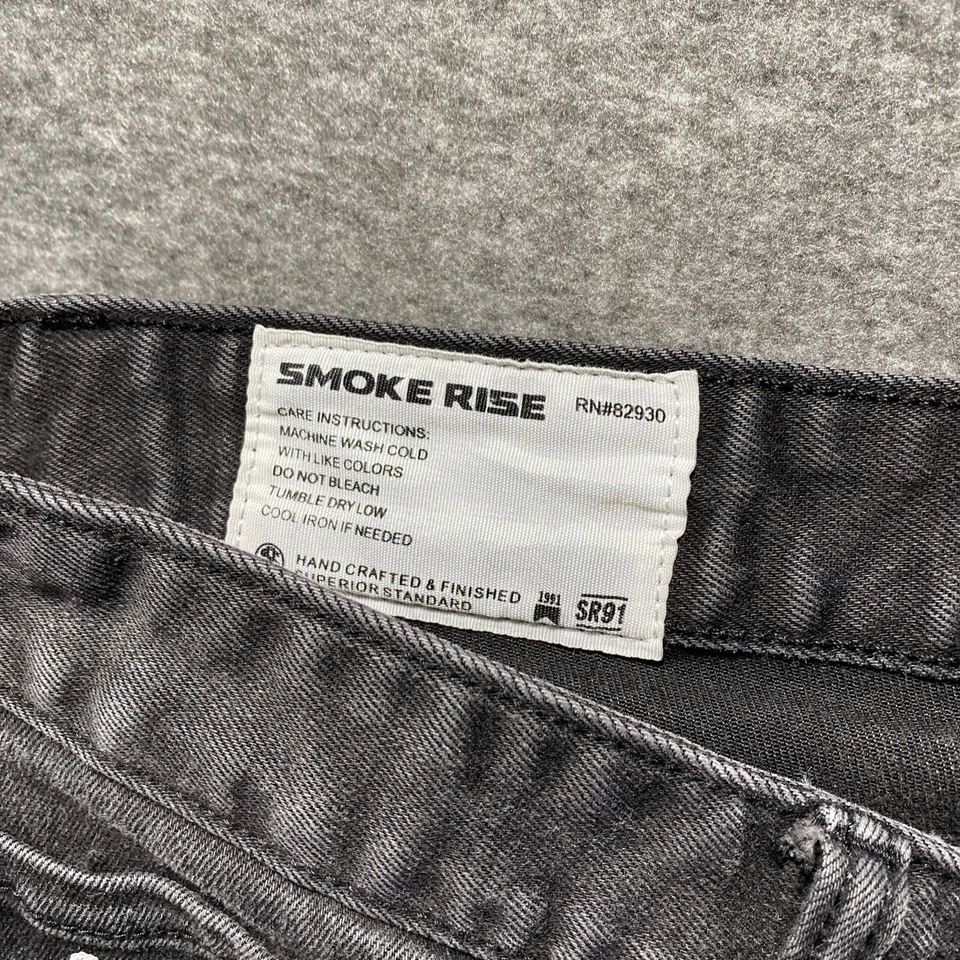 SMOKE RISE RN#82930
CARE INSTRUCTIONS:
MACHINE WASH COLD
WITH LIKE COLORS
DO NOT BLEACH
TUMBLE DRY LOW
COOL IRON IF NEEDED
HAND CRAFTED & FINISHED
SUPERIOR STANDARD
1991
SR91